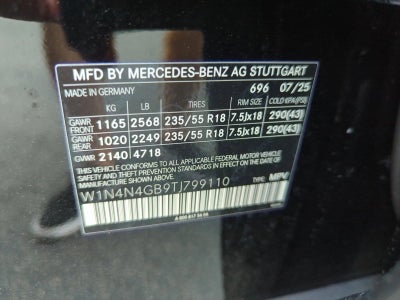 MFD BY MERCEDES-BENZ AG STUTTGART
MADE IN GERMANY 696 07/25
KG LB TIRES RIM SIZE COLD KPA(PSI)
GAWR FRONT 1165 2568 235/55 R18 7.5Jx18 290(43)
GAWR REAR 1020 2249 235/55 R18 7.5Jx18 290(43)
GVWR 2140 4718
THIS VEHICLE CONFORMS TO ALL APPLICABLE
FEDERAL MOTOR VEHICLE SAFETY STANDARDS
IN EFFECT ON THE DATE OF MANUFACTURE
SHOWN ABOVE.
W1N4N4GB9TJ799110 TYPE: MPV